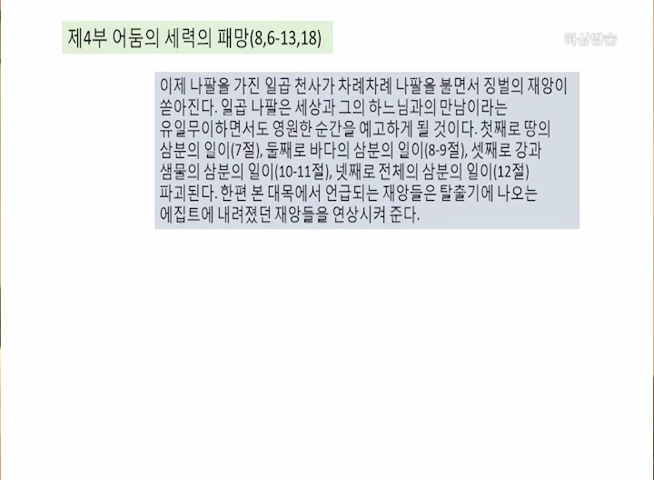 제4부 어둠의 세력의 패망(8,6-13,18)
하상방송
이제 나팔을 가진 일곱 천사가 차례차례 나팔을 불면서 징벌의 재앙이
쏟아진다. 일곱 나팔은 세상과 그의 하느님과의 만남이라는
유일무이하면서도 영원한 순간을 예고하게 될 것이다. 첫째로 땅의
삼분의 일이(7절), 둘째로 바다의 삼분의 일이(8-9절), 셋째로 강과
샘물의 삼분의 일이(10-11절), 넷째로 전체의 삼분의 일이(12절)
파괴된다. 한편 본 대목에서 언급되는 재앙들은 탈출기에 나오는
에집트에 내려졌던 재앙들을 연상시켜 준다.